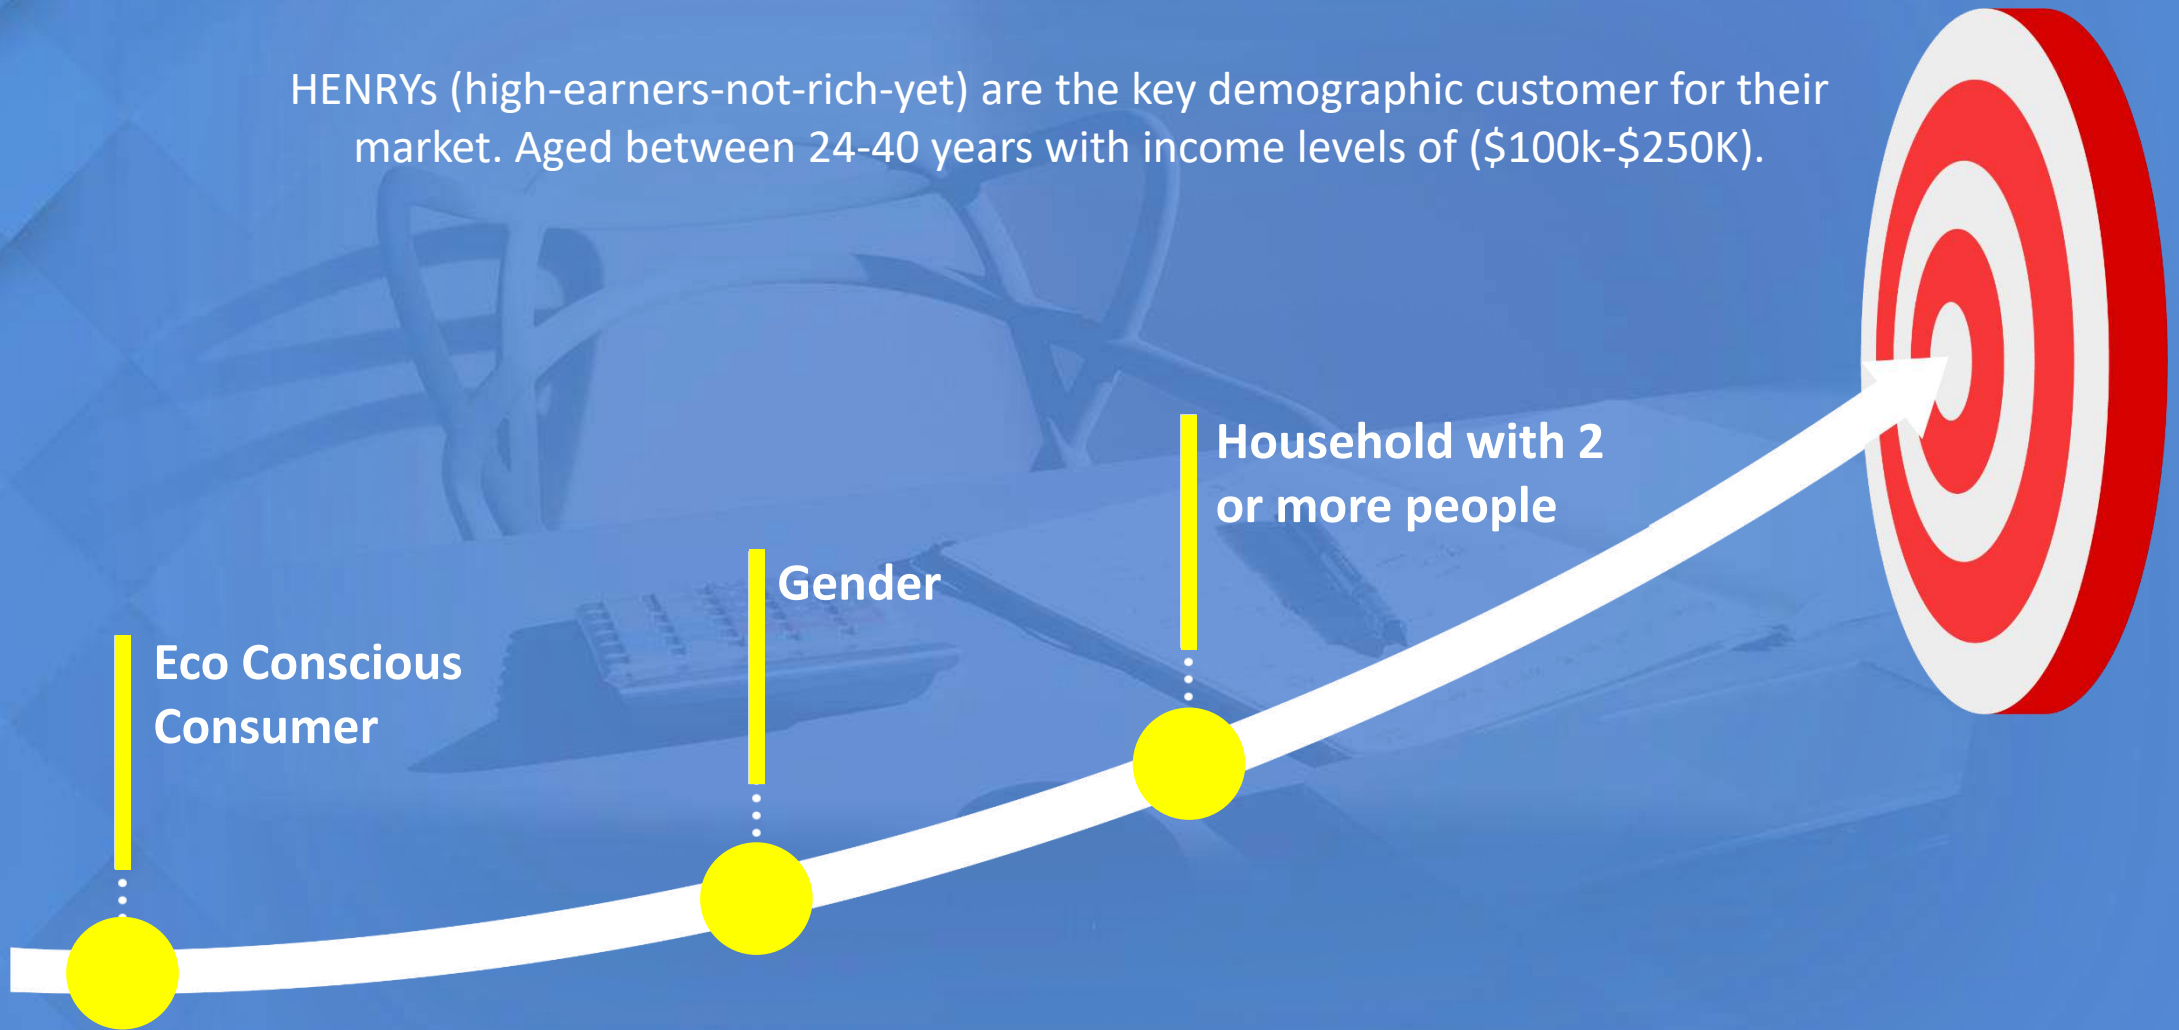 HENRYs (high-earners-not-rich-yet) are the key demographic customer for their
market. Aged between 24-40 years with income levels of ($100k-$250K).
Household with 2
or more people
Gender
Eco Conscious
Consumer